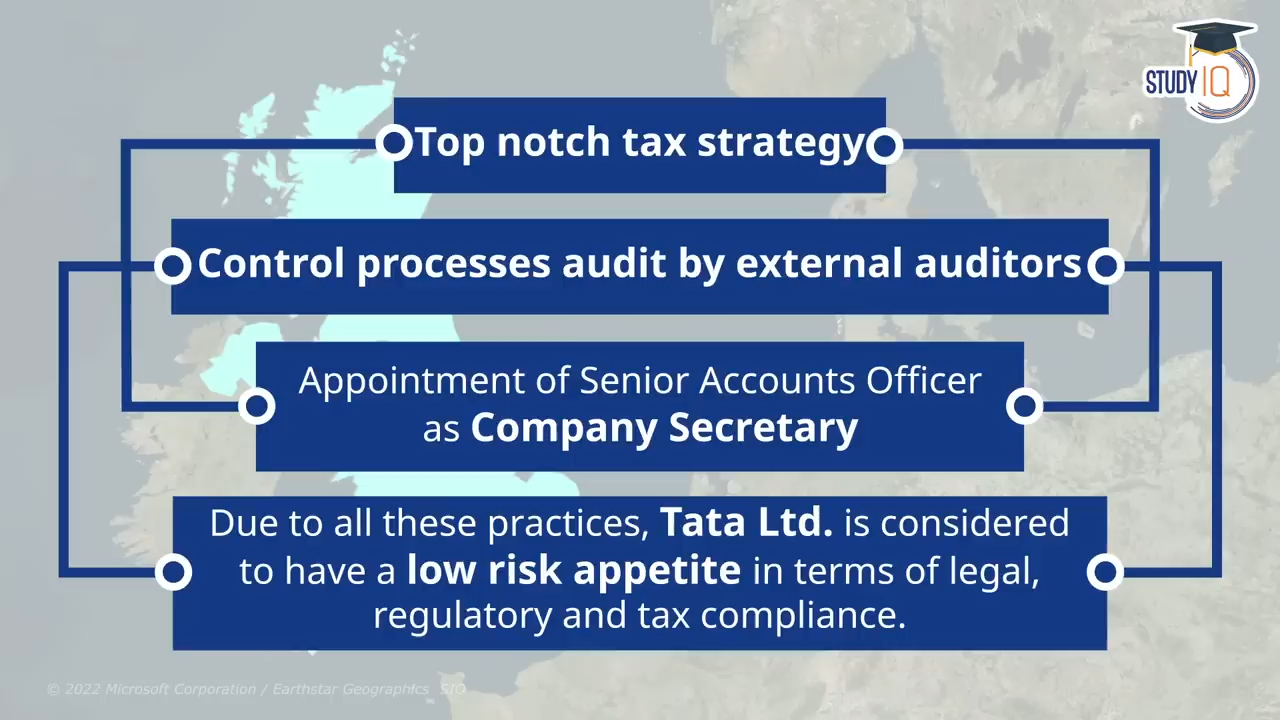 STUDY IQ
Top notch tax strategy
Control processes audit by external auditors
Appointment of Senior Accounts Officer
as Company Secretary
Due to all these practices, Tata Ltd. is considered
to have a low risk appetite in terms of legal,
regulatory and tax compliance.
© 2022 Microsoft Corporation / Earthstar Geographics SIO